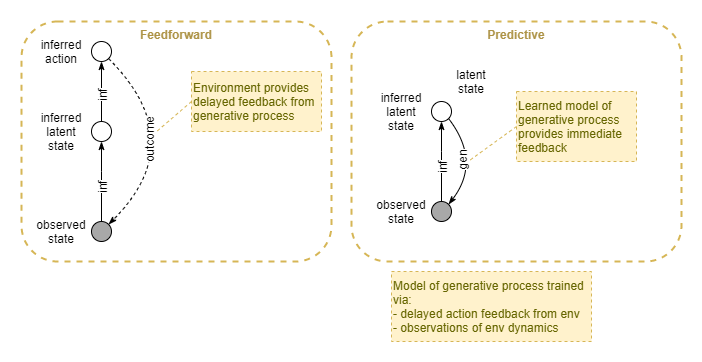 Feedforward
inferred
action
inf
inferred
latent
state
inf
observed
state
outcome
Environment provides
delayed feedback from
generative process
Predictive
latent
state
inferred
latent
state
inf
gen
observed
state
Learned model of
generative process
provides immediate
feedback
Model of generative process trained
via:
- delayed action feedback from env
- observations of env dynamics